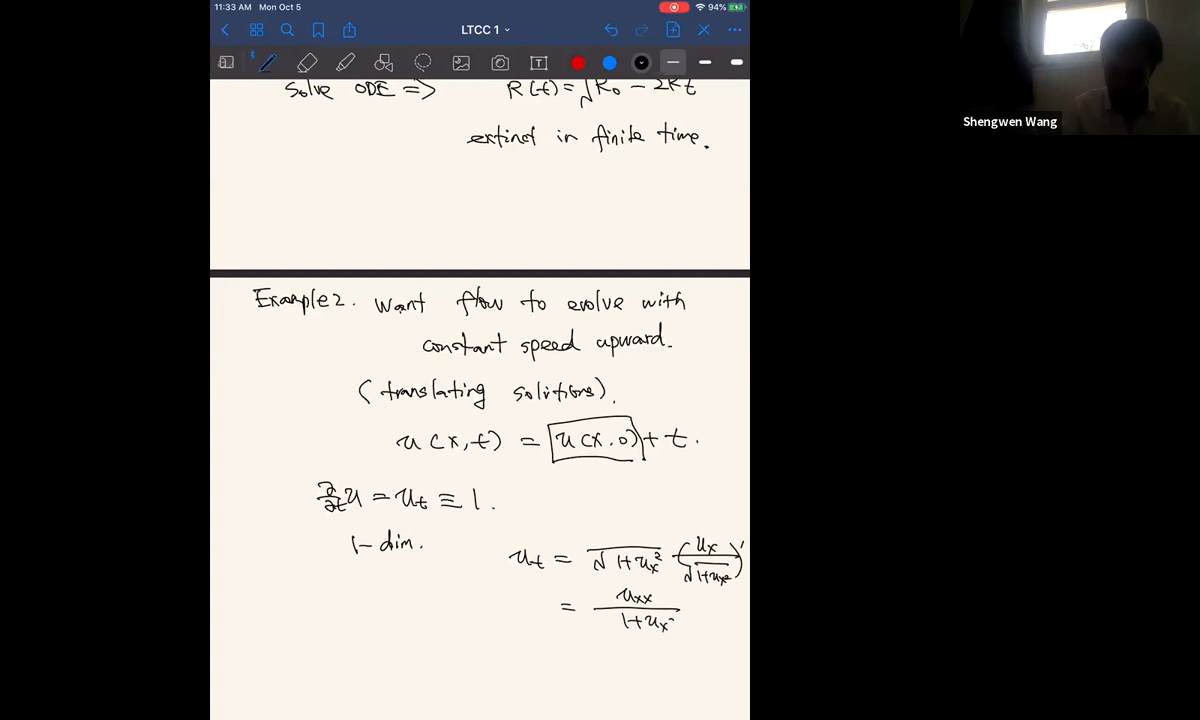 11:33 AM Mon Oct 5
94%
LTCC 1
Shengwen Wang
solve ODE => R(t) = √R₀ - 2kt
extinct in finite time.
Example 2. Want flow to evolve with
constant speed upward.
(translating solutions).
u(x,t) = u(x,0) + t.
∂/∂t u = u_t ≡ 1.
1-dim. u_t = √1+u_x² (u_x/√1+u_x²)'
= u_xx/1+u_x²